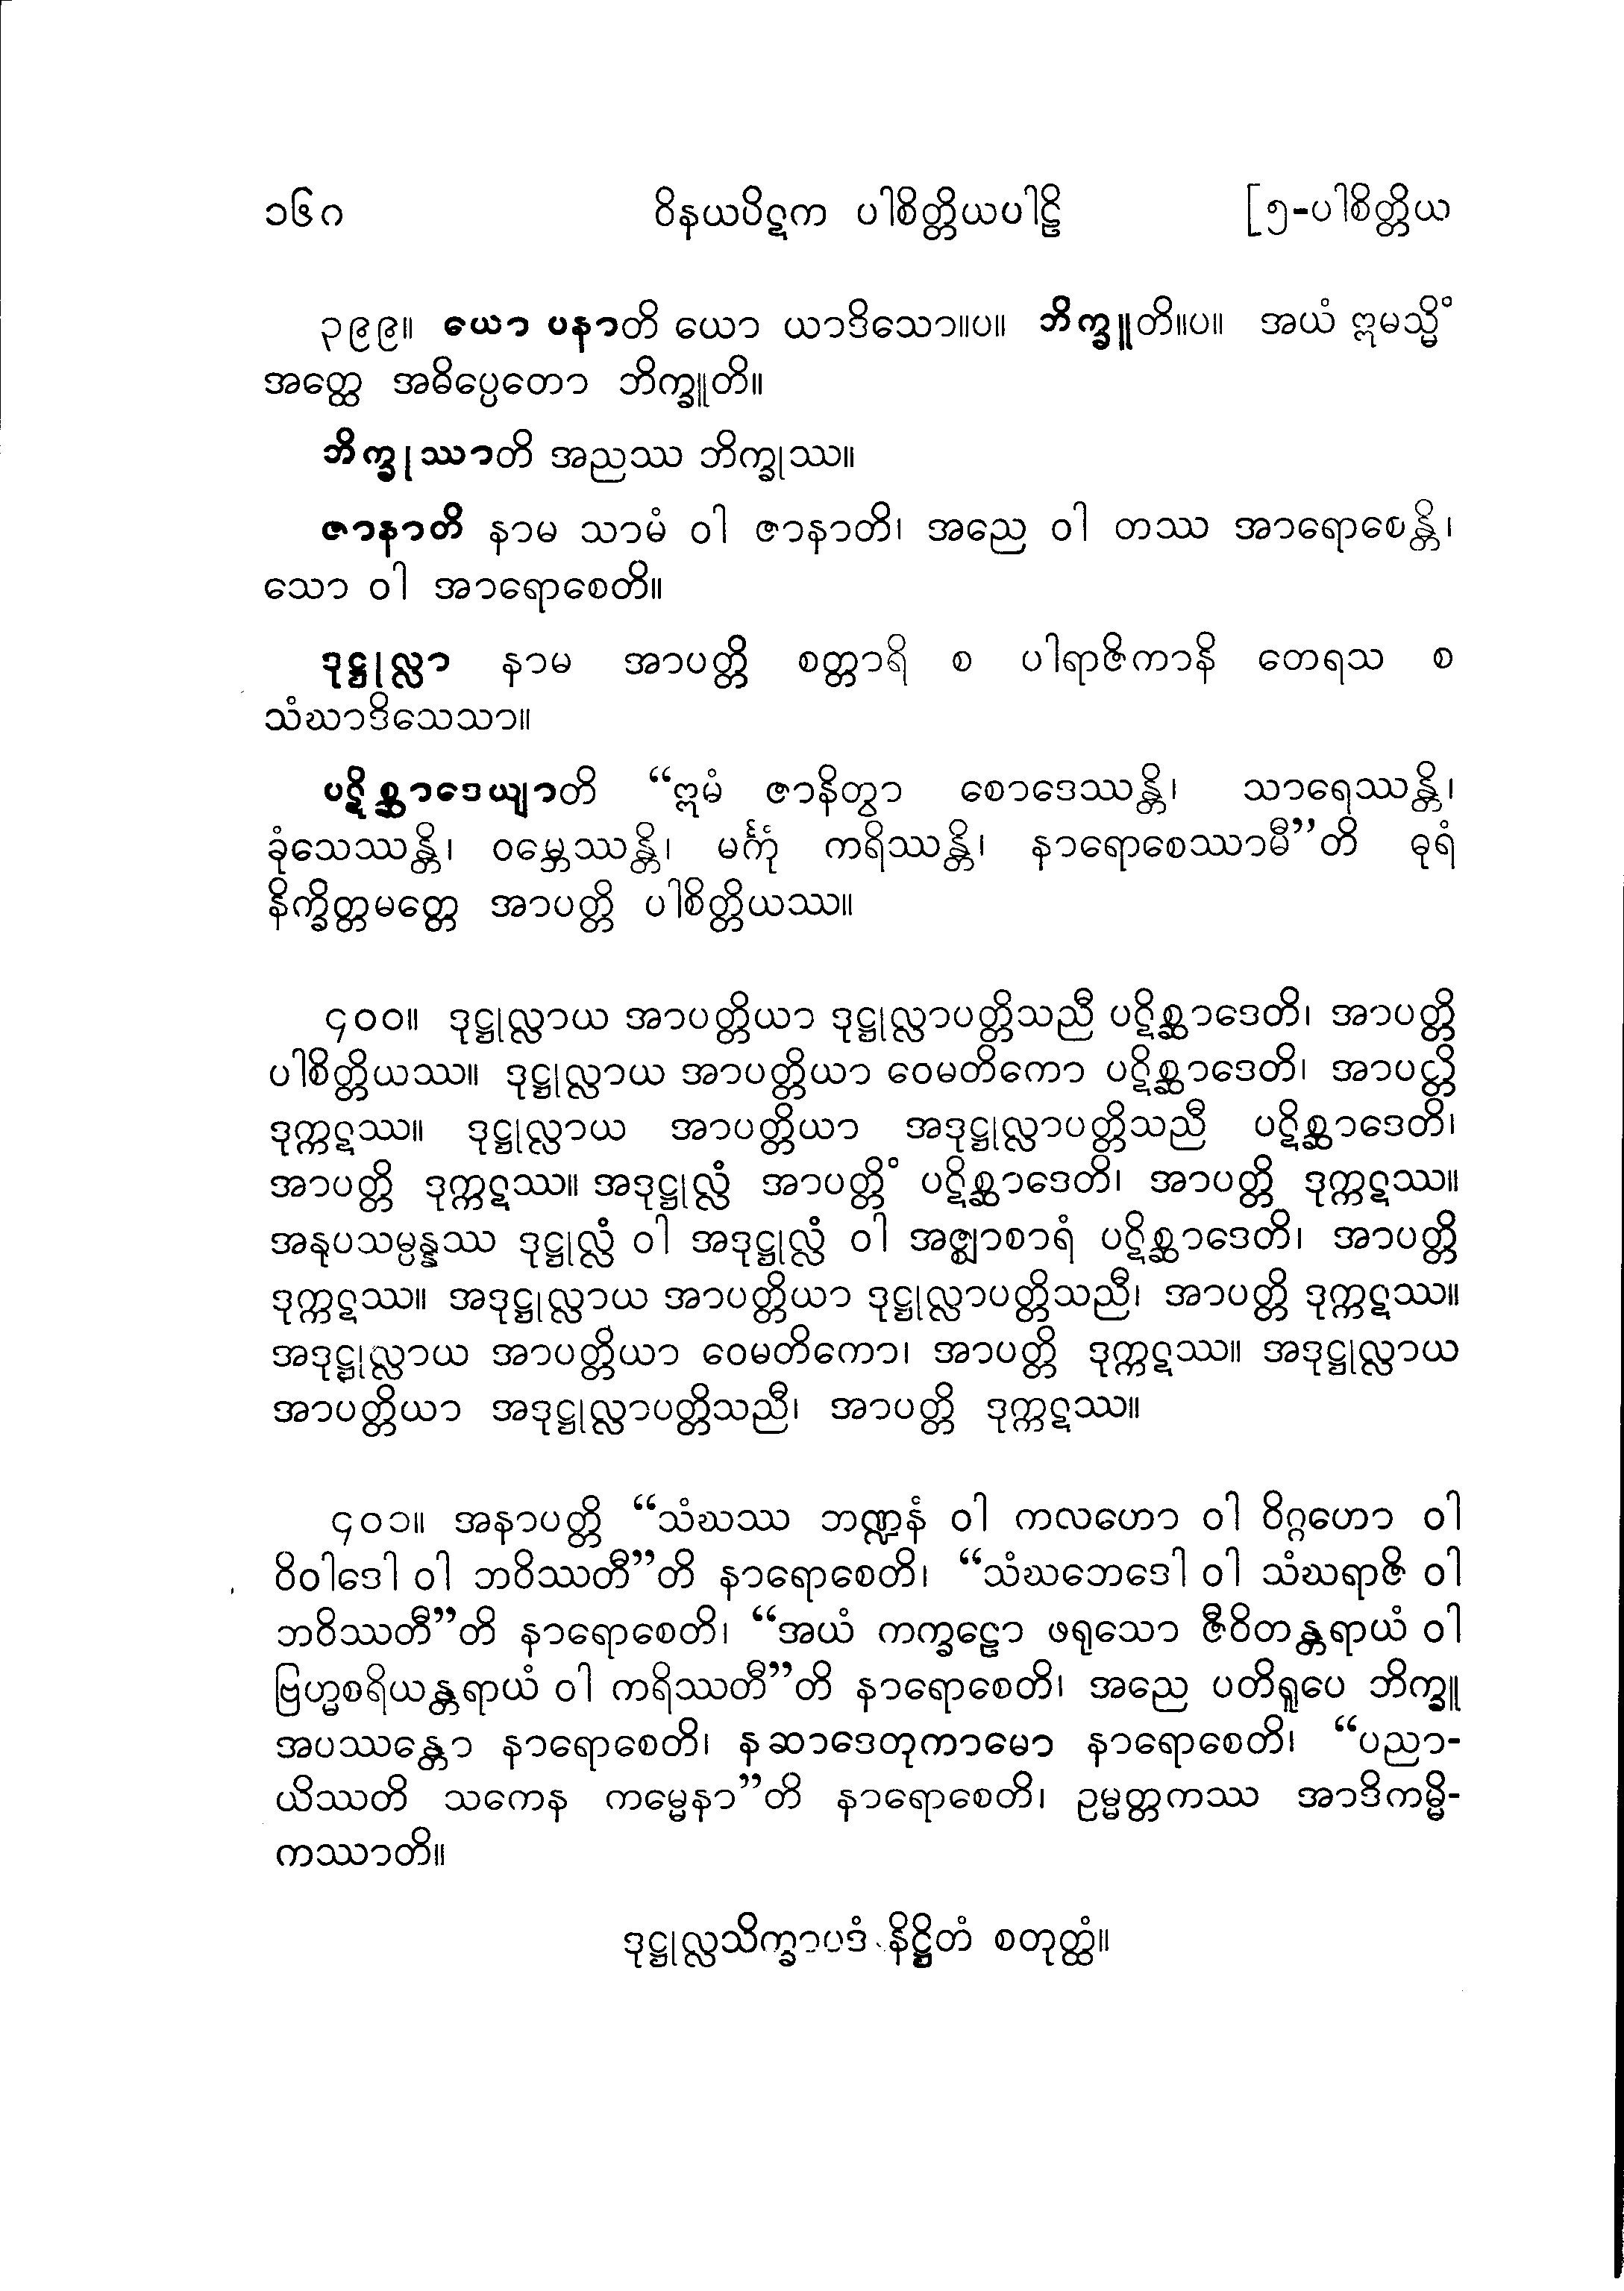 ၁၆ဂ ဝိနယပိဋက ပါစိတ္တိယပါဠိ [၅-ပါစိတ္တိယ
၃၉၉။ ယော ပနာတိ ယော ယာဒိသော။ပ။ ဘိက္ခူတိ။ပ။ အယံ ဣမသ္မိံ
အတ္ထေ အဓိပ္ပေတော ဘိက္ခူတိ။
ဘိက္ခုဿာတိ အညဿ ဘိက္ခုဿ။
ဇာနာတိ နာမ သာမံ ဝါ ဇာနာတိ၊ အညေ ဝါ တဿ အာရောစေန္တိ၊
သော ဝါ အာရောစေတိ။
ဒုဋ္ဌုလ္လာ နာမ အာပတ္တိ စတ္တာရိ စ ပါရာဇိကာနိ တေရသ စ
သံဃာဒိသေသာ။
ပဋိစ္ဆာဒေယျာတိ “ဣမံ ဇာနိတွာ စောဒေဿန္တိ၊ သာရေဿန္တိ၊
ခုံသေဿန္တိ၊ ဝမ္ဘေဿန္တိ၊ မင်္ကုံ ကရိဿန္တိ၊ နာရောစေဿာမီ”တိ ဓုရံ
နိက္ခိတ္တမတ္တေ အာပတ္တိ ပါစိတ္တိယဿ။
၄၀၀။ ဒုဋ္ဌုလ္လာယ အာပတ္တိယာ ဒုဋ္ဌုလ္လာပတ္တိသညီ ပဋိစ္ဆာဒေတိ၊ အာပတ္တိ
ပါစိတ္တိယဿ။ ဒုဋ္ဌုလ္လာယ အာပတ္တိယာ ဝေမတိကော ပဋိစ္ဆာဒေတိ၊ အာပတ္တိ
ဒုက္ကဋဿ။ ဒုဋ္ဌုလ္လာယ အာပတ္တိယာ အဒုဋ္ဌုလ္လာပတ္တိသညီ ပဋိစ္ဆာဒေတိ၊
အာပတ္တိ ဒုက္ကဋဿ။ အဒုဋ္ဌုလ္လံ အာပတ္တိံ ပဋိစ္ဆာဒေတိ၊ အာပတ္တိ ဒုက္ကဋဿ။
အနုပသမ္ပန္နဿ ဒုဋ္ဌုလ္လံ ဝါ အဒုဋ္ဌုလ္လံ ဝါ အဇ္ဈာစာရံ ပဋိစ္ဆာဒေတိ၊ အာပတ္တိ
ဒုက္ကဋဿ။ အဒုဋ္ဌုလ္လာယ အာပတ္တိယာ ဒုဋ္ဌုလ္လာပတ္တိသညီ၊ အာပတ္တိ ဒုက္ကဋဿ။
အဒုဋ္ဌုလ္လာယ အာပတ္တိယာ ဝေမတိကော၊ အာပတ္တိ ဒုက္ကဋဿ။ အဒုဋ္ဌုလ္လာယ
အာပတ္တိယာ အဒုဋ္ဌုလ္လာပတ္တိသညီ၊ အာပတ္တိ ဒုက္ကဋဿ။
၄၀၁။ အနာပတ္တိ “သံဃဿ ဘဏ္ဍနံ ဝါ ကလဟော ဝါ ဝိဂ္ဂဟော ဝါ
ဝိဝါဒေါ ဝါ ဘဝိဿတီ”တိ နာရောစေတိ၊ “သံဃဘေဒေါ ဝါ သံဃရာဇိ ဝါ
ဘဝိဿတီ”တိ နာရောစေတိ၊ “အယံ ကက္ခဠော ဖရုသော ဇီဝိတန္တရာယံ ဝါ
ဗြဟ္မစရိယန္တရာယံ ဝါ ကရိဿတီ”တိ နာရောစေတိ၊ အညေ ပတိရူပေ ဘိက္ခူ
အပဿန္တော နာရောစေတိ၊ နဆာဒေတုကာမော နာရောစေတိ၊ “ပညာ-
ယိဿတိ သကေန ကမ္မေနာ”တိ နာရောစေတိ၊ ဥမ္မတ္တကဿ အာဒိကမ္မိ-
ကဿာတိ။
ဒုဋ္ဌုလ္လသိက္ခာပဒံ နိဋ္ဌိတံ စတုတ္ထံ။